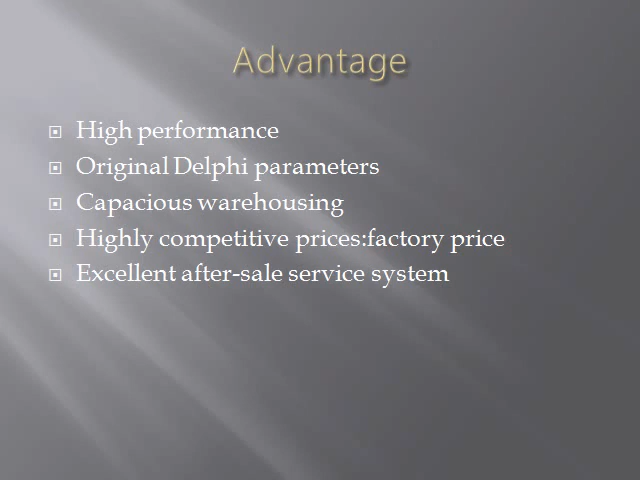 Advantage
High performance
Original Delphi parameters
Capacious warehousing
Highly competitive prices:factory price
Excellent after-sale service system